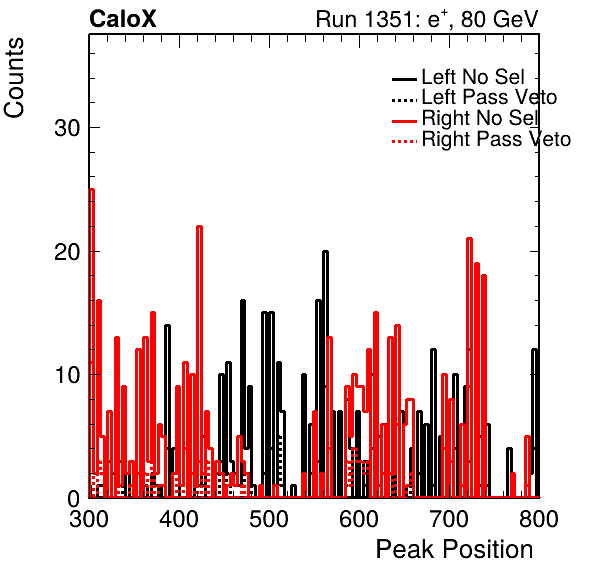 CaloX
Run 1351: e+, 80 GeV
Counts
Left No Sel
Left Pass Veto
Right No Sel
Right Pass Veto
30
20
10
0
300 400 500 600 700 800
Peak Position